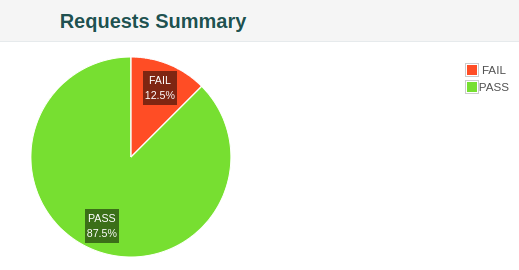 Requests Summary
FAIL
12.5%
FAIL
PASS
PASS
87.5%